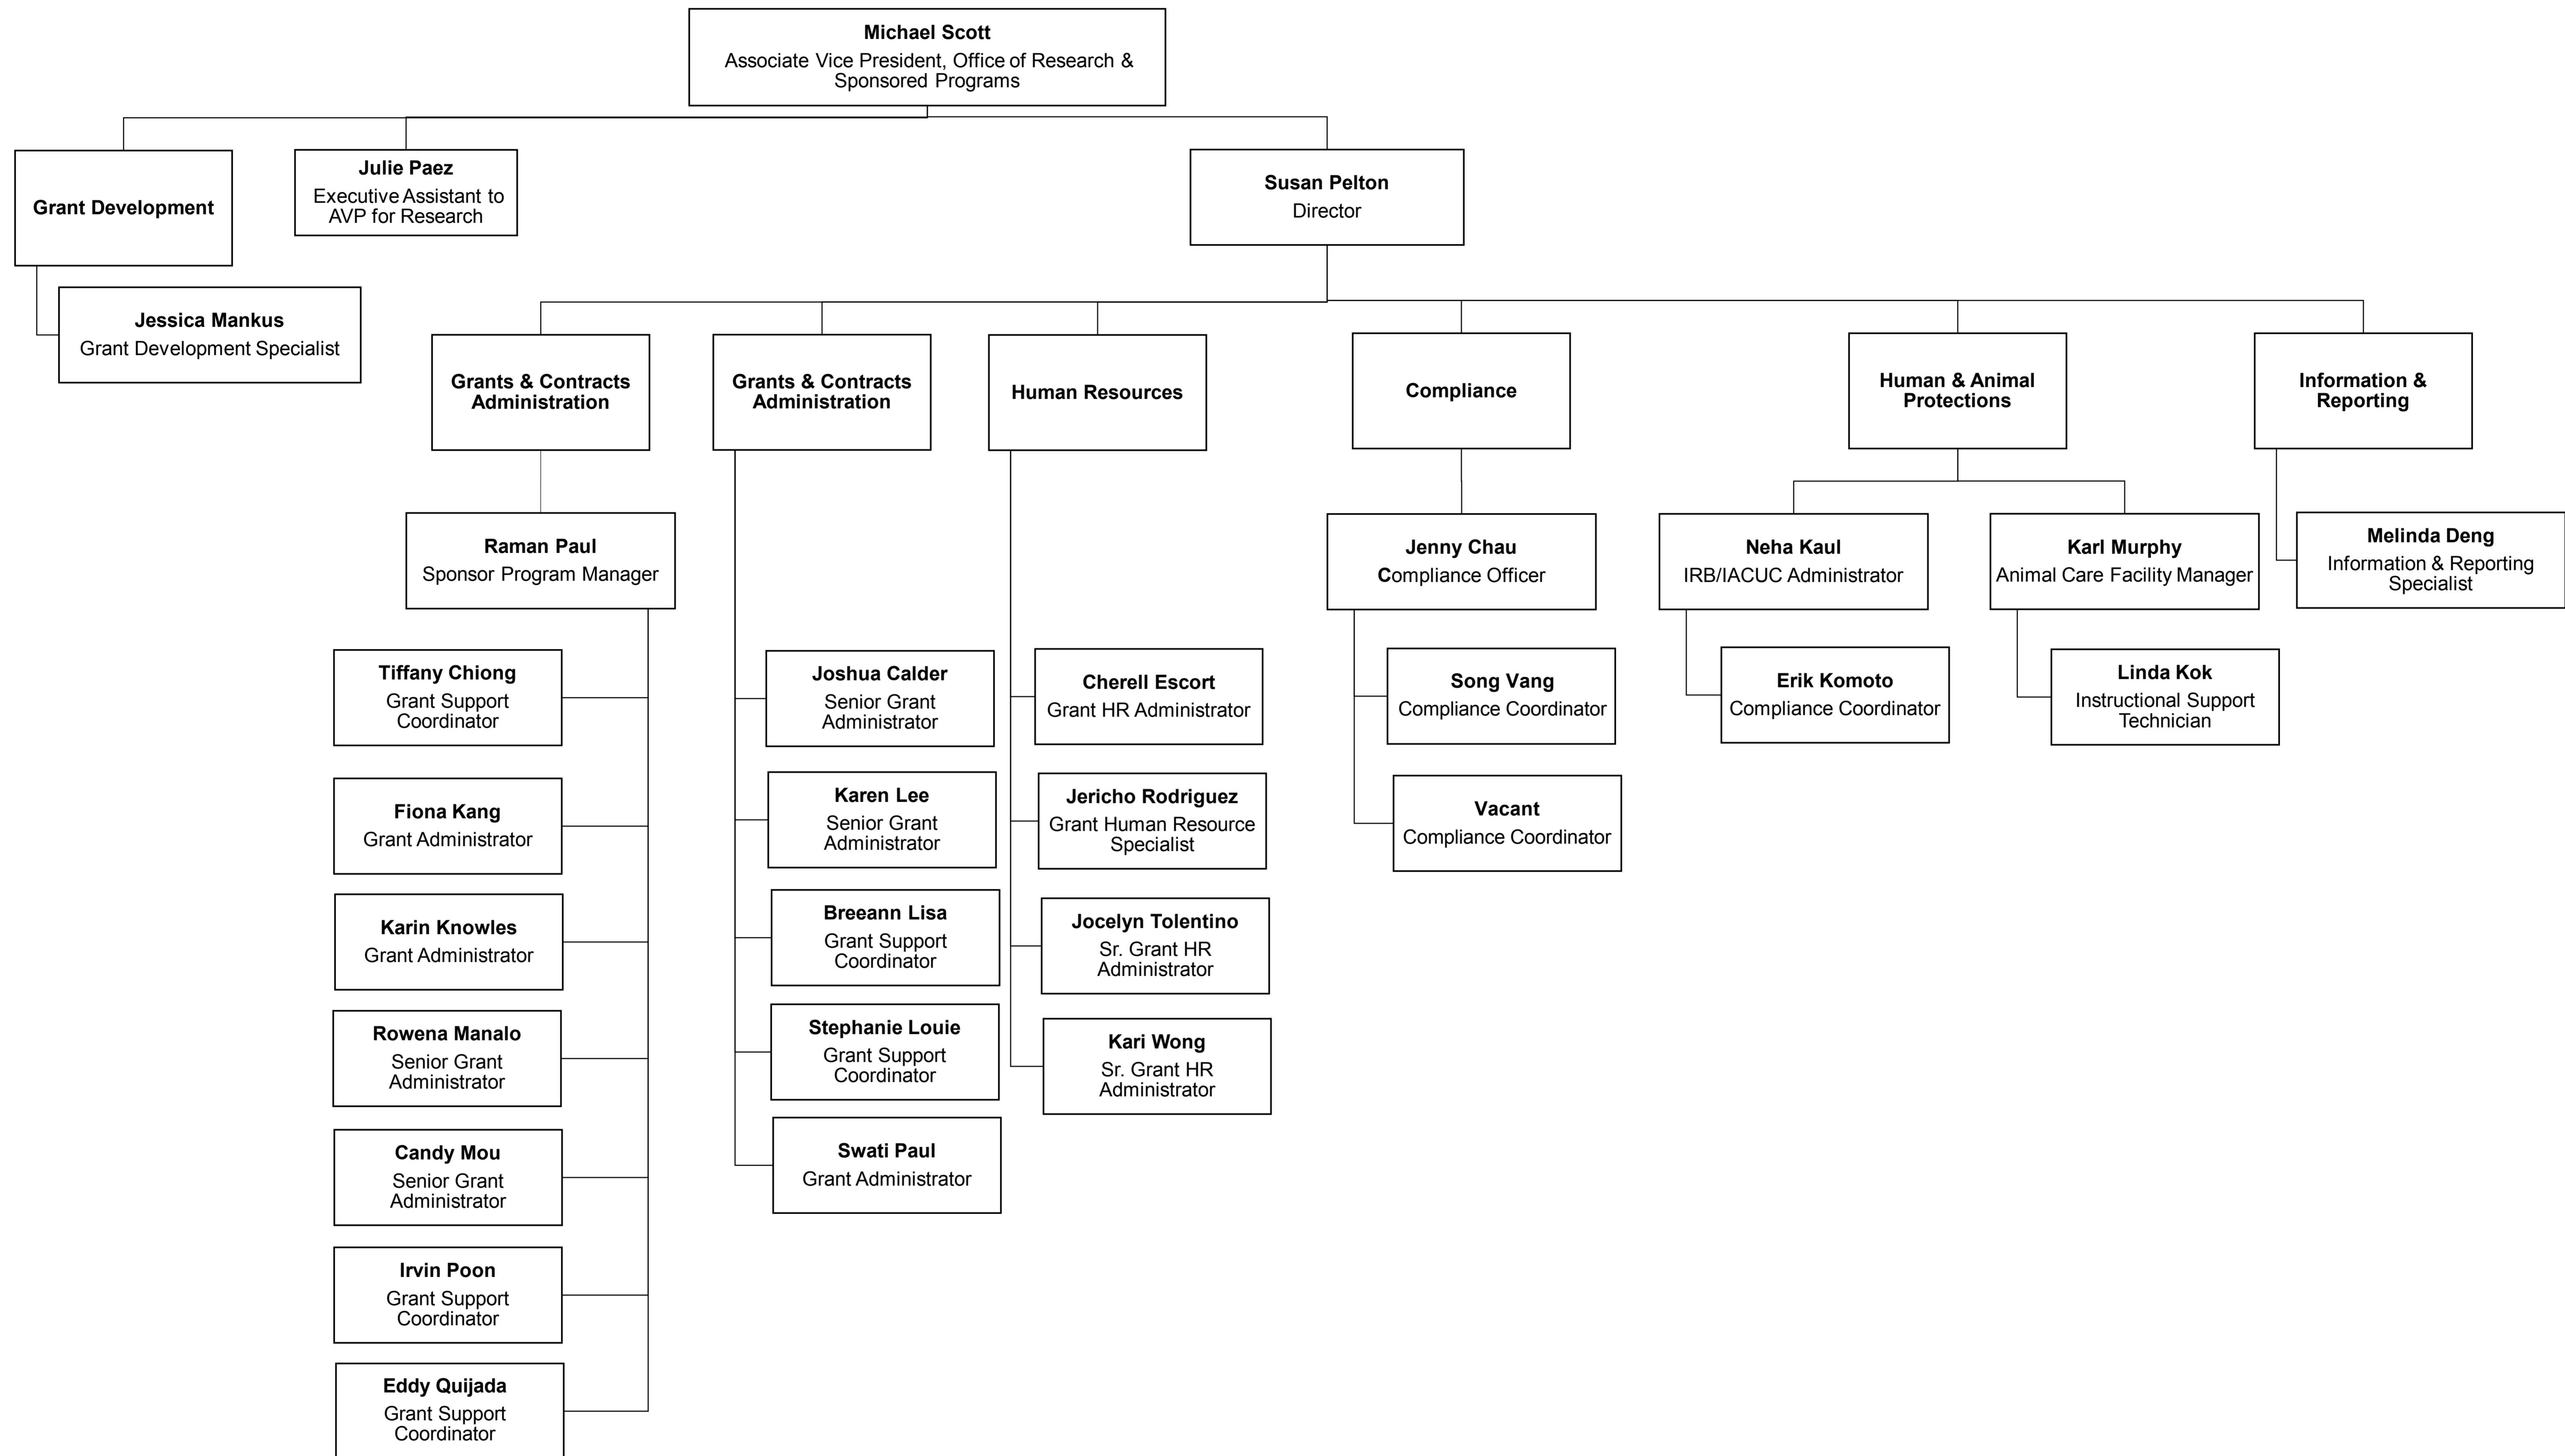 Michael Scott
Associate Vice President, Office of Research &
Sponsored Programs
Grant Development
Julie Paez
Executive Assistant to
AVP for Research
Susan Pelton
Director
Jessica Mankus
Grant Development Specialist
Grants & Contracts
Administration
Grants & Contracts
Administration
Human Resources
Compliance
Human & Animal
Protections
Information &
Reporting
Raman Paul
Sponsor Program Manager
Jenny Chau
Compliance Officer
Neha Kaul
IRB/IACUC Administrator
Karl Murphy
Animal Care Facility Manager
Melinda Deng
Information & Reporting
Specialist
Tiffany Chiong
Grant Support
Coordinator
Fiona Kang
Grant Administrator
Karin Knowles
Grant Administrator
Rowena Manalo
Senior Grant
Administrator
Candy Mou
Senior Grant
Administrator
Irvin Poon
Grant Support
Coordinator
Eddy Quijada
Grant Support
Coordinator
Joshua Calder
Senior Grant
Administrator
Karen Lee
Senior Grant
Administrator
Breeann Lisa
Grant Support
Coordinator
Stephanie Louie
Grant Support
Coordinator
Swati Paul
Grant Administrator
Cherell Escort
Grant HR Administrator
Jericho Rodriguez
Grant Human Resource
Specialist
Jocelyn Tolentino
Sr. Grant HR
Administrator
Kari Wong
Sr. Grant HR
Administrator
Song Vang
Compliance Coordinator
Vacant
Compliance Coordinator
Erik Komoto
Compliance Coordinator
Linda Kok
Instructional Support
Technician